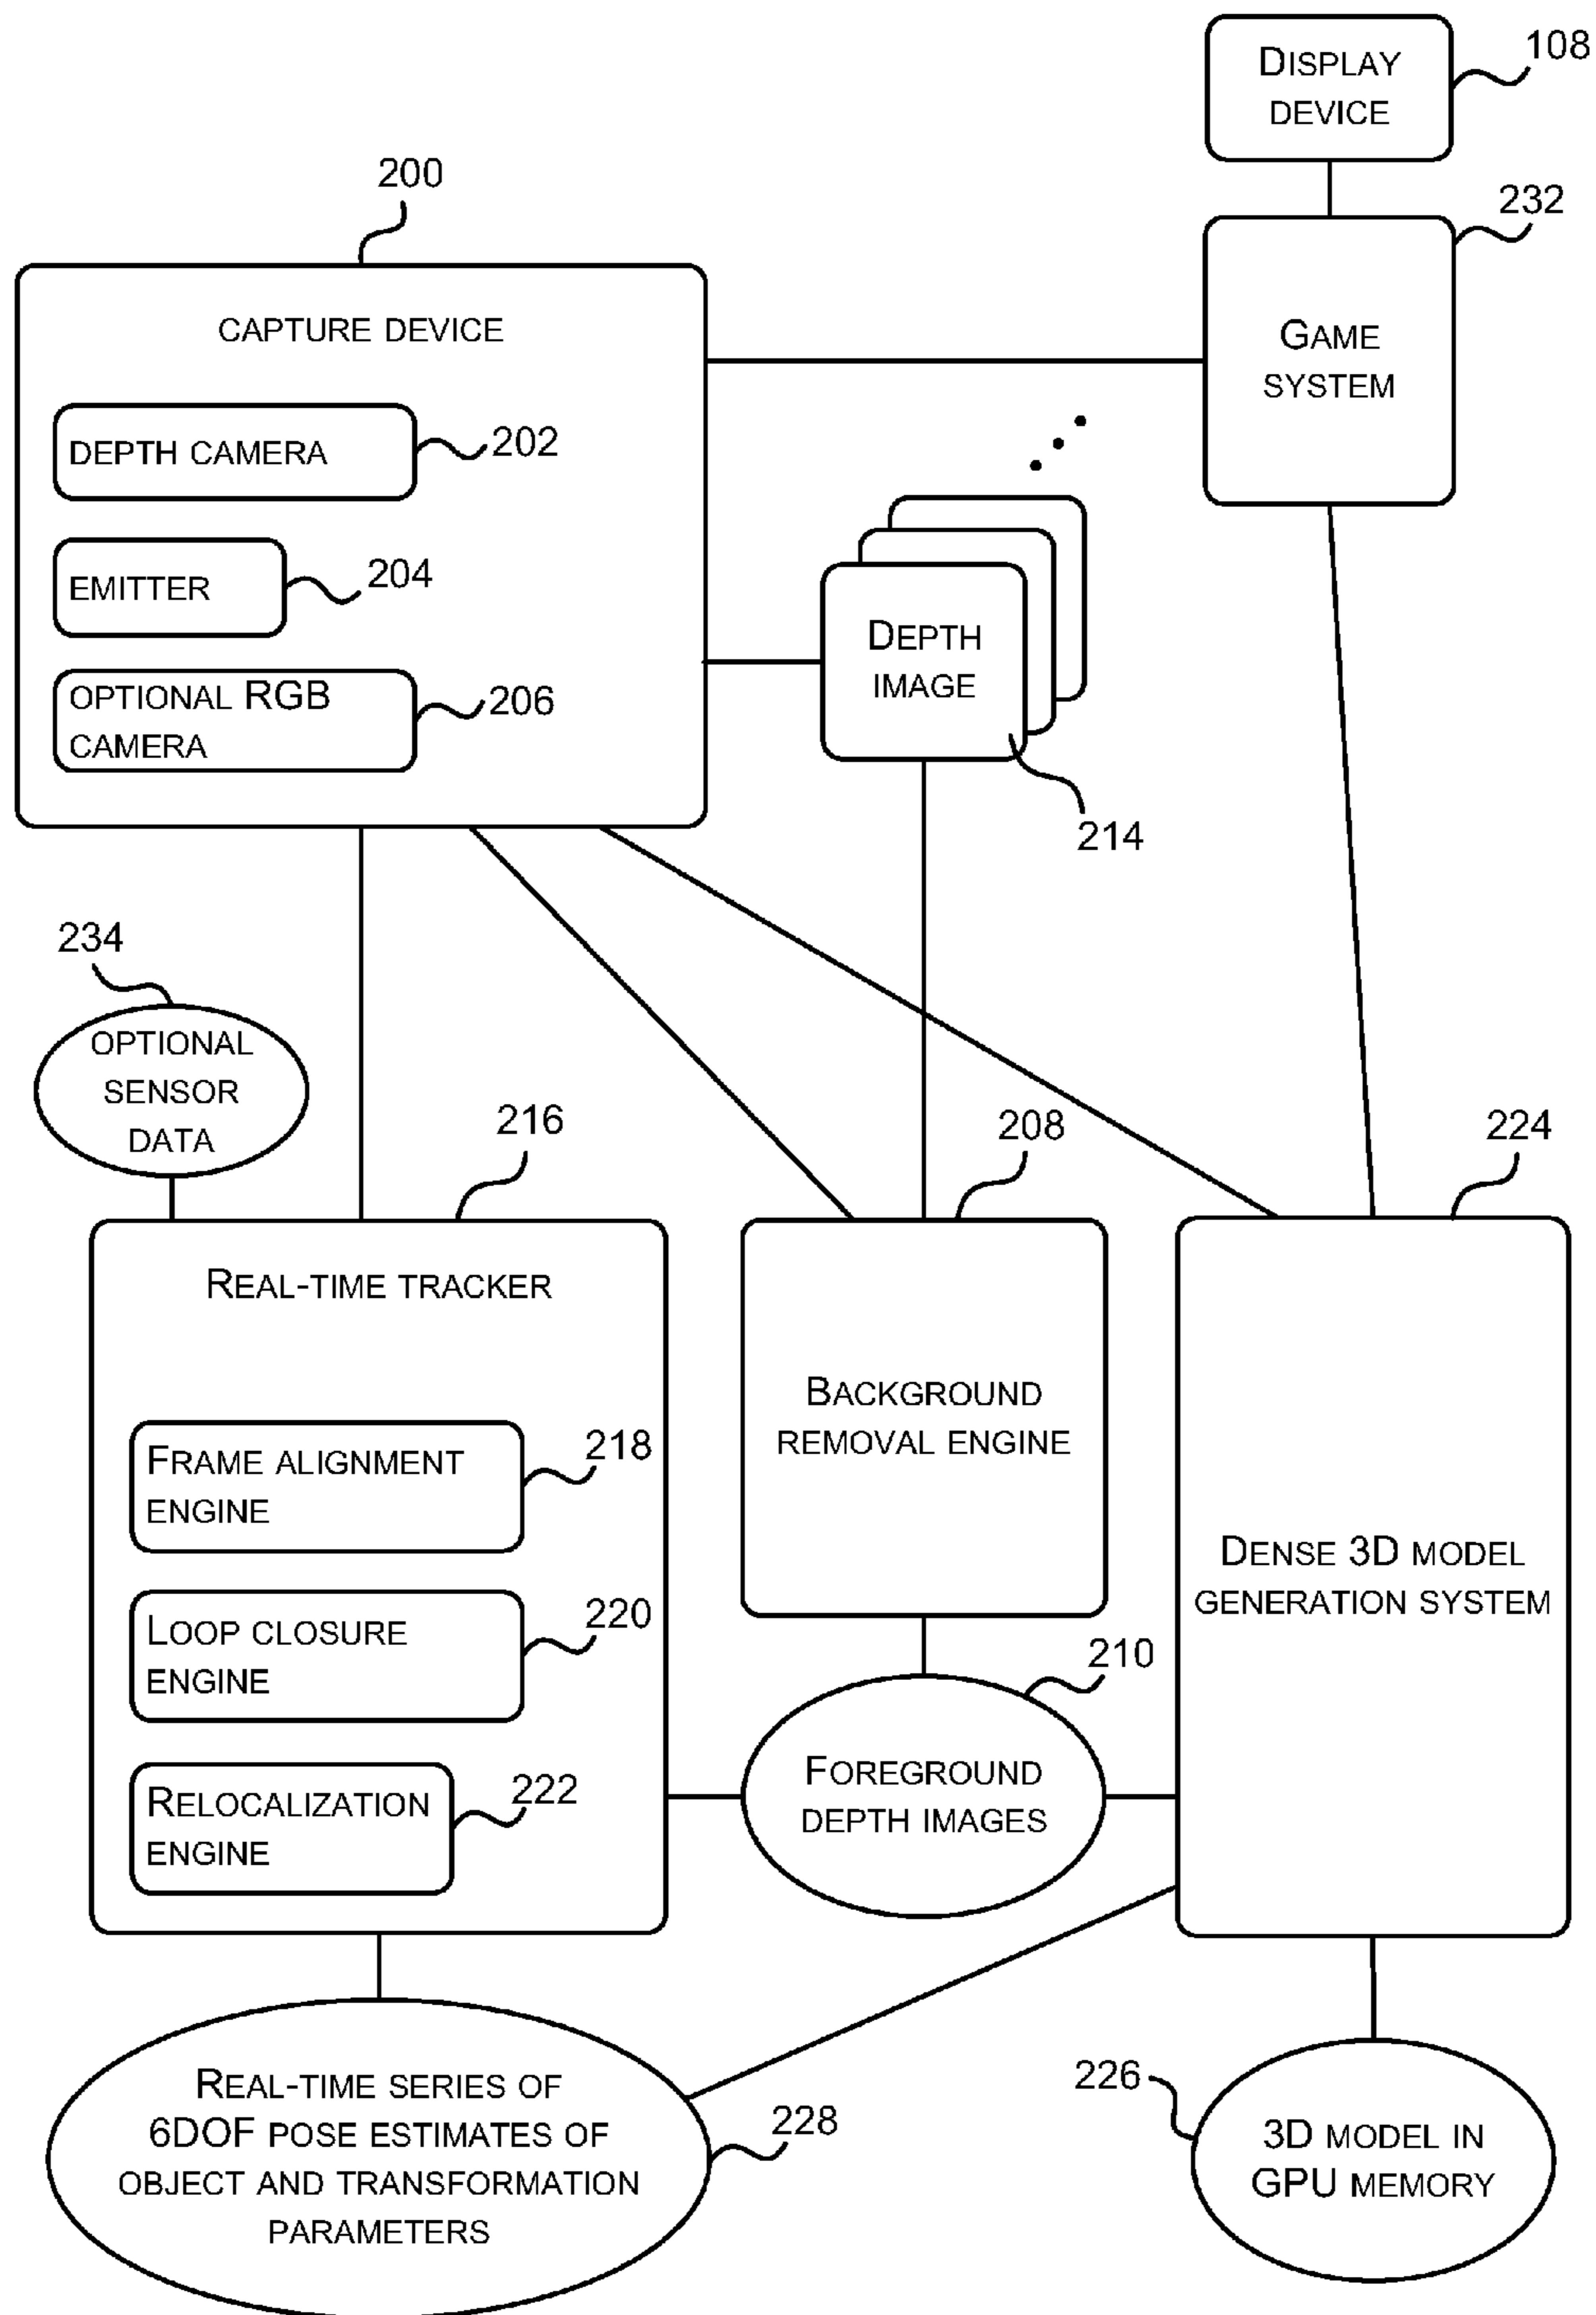 DISPLAY
DEVICE
108
200
232
CAPTURE DEVICE
GAME
SYSTEM
DEPTH CAMERA
202
EMITTER
204
OPTIONAL RGB
CAMERA
206
DEPTH
IMAGE
214
234
OPTIONAL
SENSOR
DATA
216
208
224
REAL-TIME TRACKER
FRAME ALIGNMENT
ENGINE
218
LOOP CLOSURE
ENGINE
220
RELOCALIZATION
ENGINE
222
BACKGROUND
REMOVAL ENGINE
210
FOREGROUND
DEPTH IMAGES
DENSE 3D MODEL
GENERATION SYSTEM
REAL-TIME SERIES OF
6DOF POSE ESTIMATES OF
OBJECT AND TRANSFORMATION
PARAMETERS
228
226
3D MODEL IN
GPU MEMORY